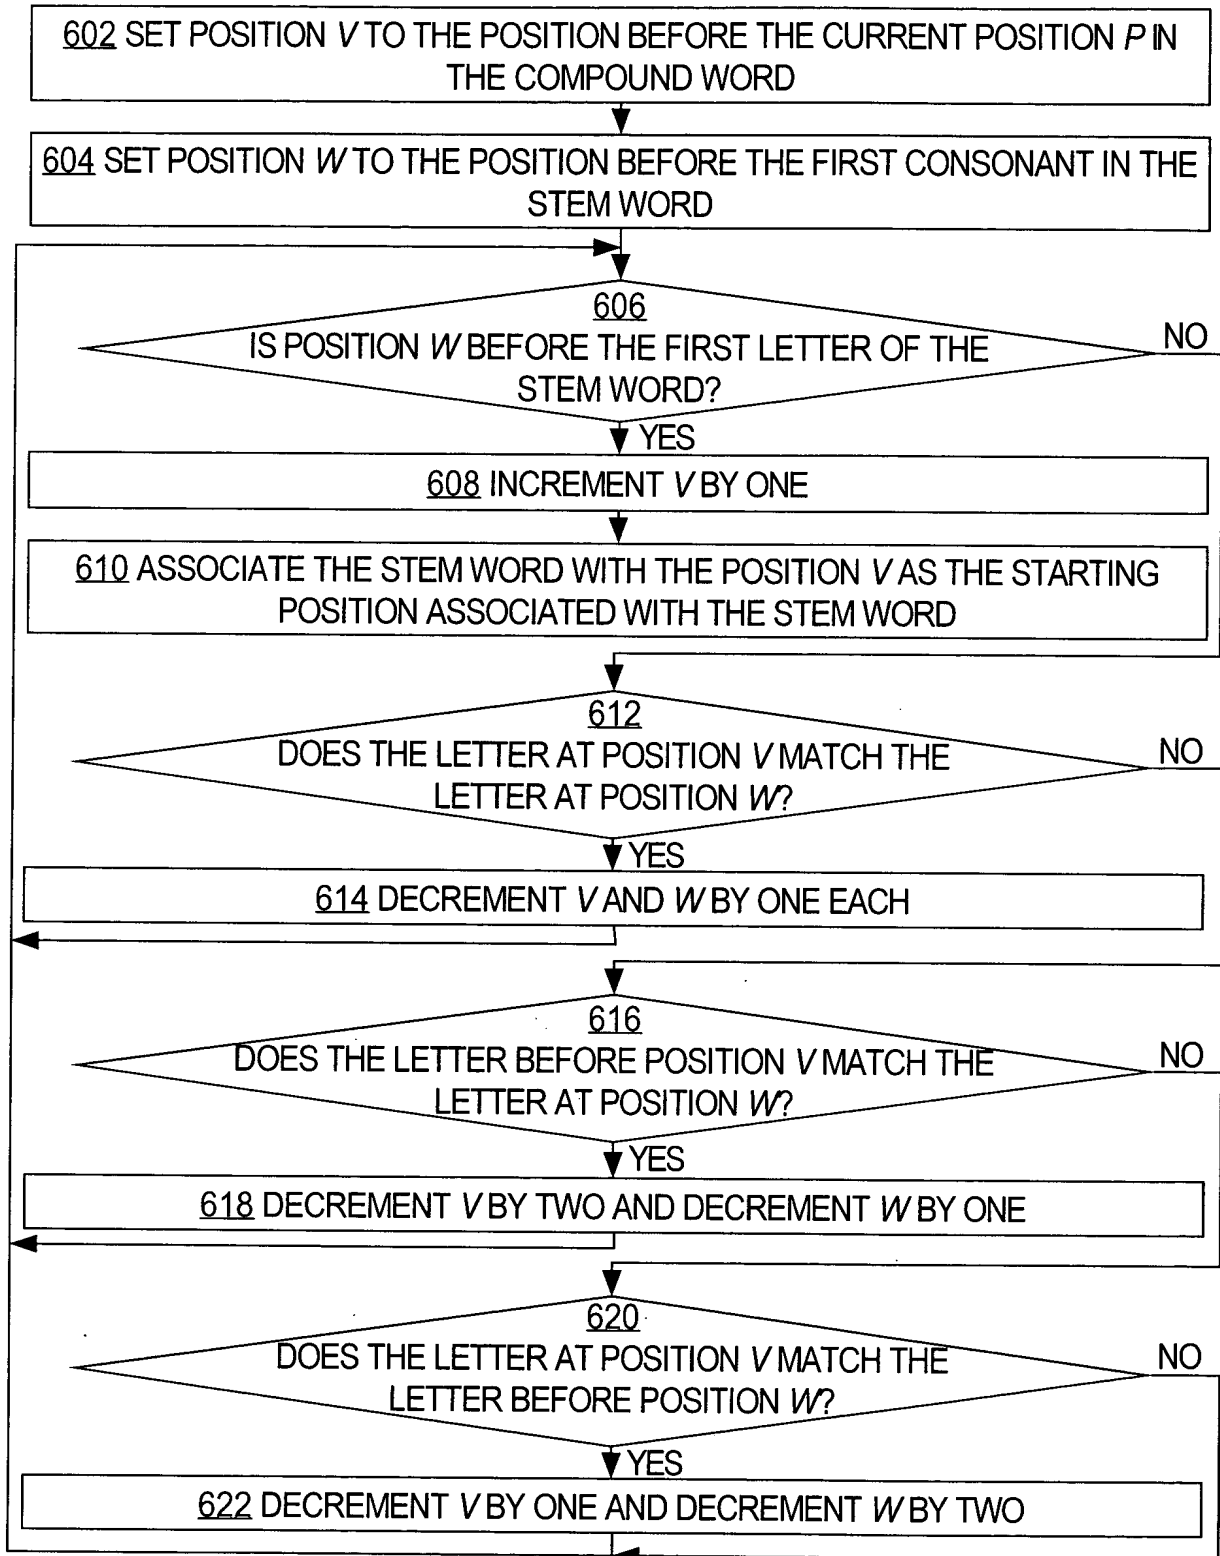 602 SET POSITION V TO THE POSITION BEFORE THE CURRENT POSITION P IN
THE COMPOUND WORD
604 SET POSITION W TO THE POSITION BEFORE THE FIRST CONSONANT IN THE
STEM WORD
606
IS POSITION W BEFORE THE FIRST LETTER OF THE
STEM WORD?
NO
YES
608 INCREMENT V BY ONE
610 ASSOCIATE THE STEM WORD WITH THE POSITION V AS THE STARTING
POSITION ASSOCIATED WITH THE STEM WORD
612
DOES THE LETTER AT POSITION V MATCH THE
LETTER AT POSITION W?
NO
YES
614 DECREMENT V AND W BY ONE EACH
616
DOES THE LETTER BEFORE POSITION V MATCH THE
LETTER AT POSITION W?
NO
YES
618 DECREMENT V BY TWO AND DECREMENT W BY ONE
620
DOES THE LETTER AT POSITION V MATCH THE
LETTER BEFORE POSITION W?
NO
YES
622 DECREMENT V BY ONE AND DECREMENT W BY TWO